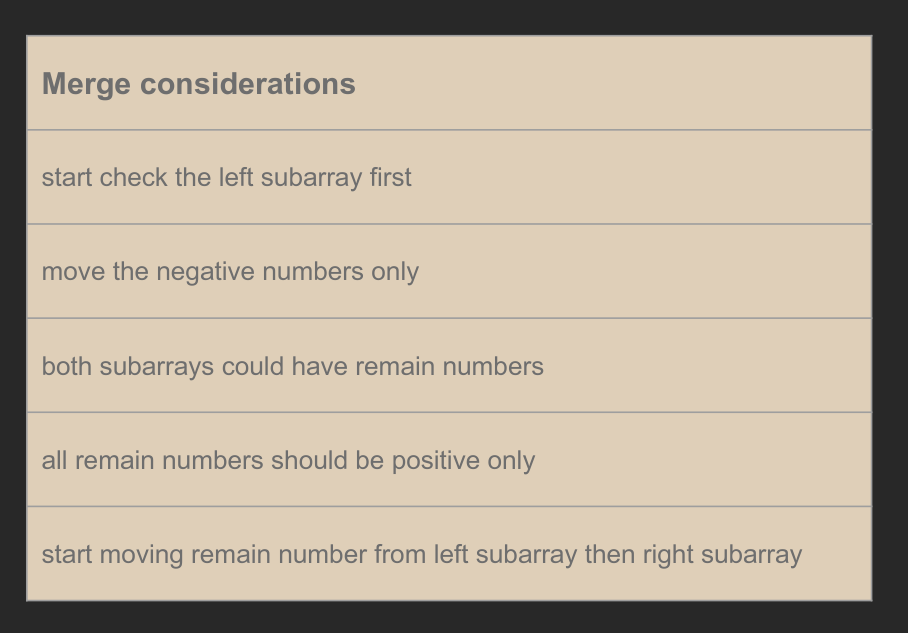 Merge considerations
start check the left subarray first
move the negative numbers only
both subarrays could have remain numbers
all remain numbers should be positive only
start moving remain number from left subarray then right subarray